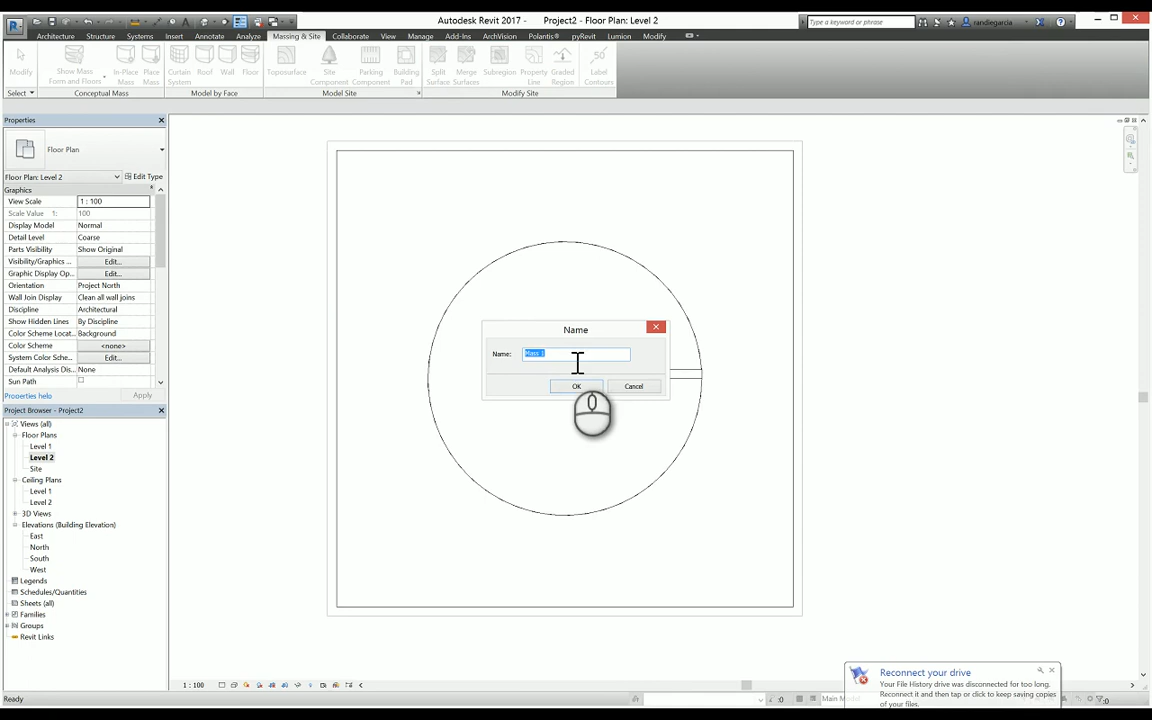 Autodesk Revit 2017 - Project2 - Floor Plan: Level 2
Type a keyword or phrase
randiegarcia
Architecture Structure Systems Insert Annotate Analyze Massing & Site Collaborate View Manage Add-Ins ArchVision Polantis® pyRevit Lumion Modify
Modify
Show Mass Form and Floors
In-Place Mass
Place Mass
Curtain System
Roof
Wall
Floor
Toposurface
Site Component
Parking Component
Building Pad
Split Surface
Merge Surfaces
Subregion
Property Line
Graded Region
Label Contours
Select
Conceptual Mass
Model by Face
Model Site
Modify Site
Properties
Floor Plan
Floor Plan: Level 2
Edit Type
Graphics
View Scale 1 : 100
Scale Value 1: 100
Display Model Normal
Detail Level Coarse
Parts Visibility Show Original
Visibility/Graphics ... Edit...
Graphic Display Op... Edit...
Orientation Project North
Wall Join Display Clean all wall joins
Discipline Architectural
Show Hidden Lines By Discipline
Color Scheme Locat... Background
Color Scheme <none>
System Color Sche... Edit...
Default Analysis Dis... None
Sun Path
Properties help
Apply
Project Browser - Project2
Views (all)
Floor Plans
Level 1
Level 2
Site
Ceiling Plans
Level 1
Level 2
3D Views
Elevations (Building Elevation)
East
North
South
West
Legends
Schedules/Quantities
Sheets (all)
Families
Groups
Revit Links
Name
Name:
OK
Cancel
1 : 100
Ready
:0
Main
:0
Reconnect your drive
Your File History drive was disconnected for too long.
Reconnect it and then tap or click to keep saving copies
of your files.